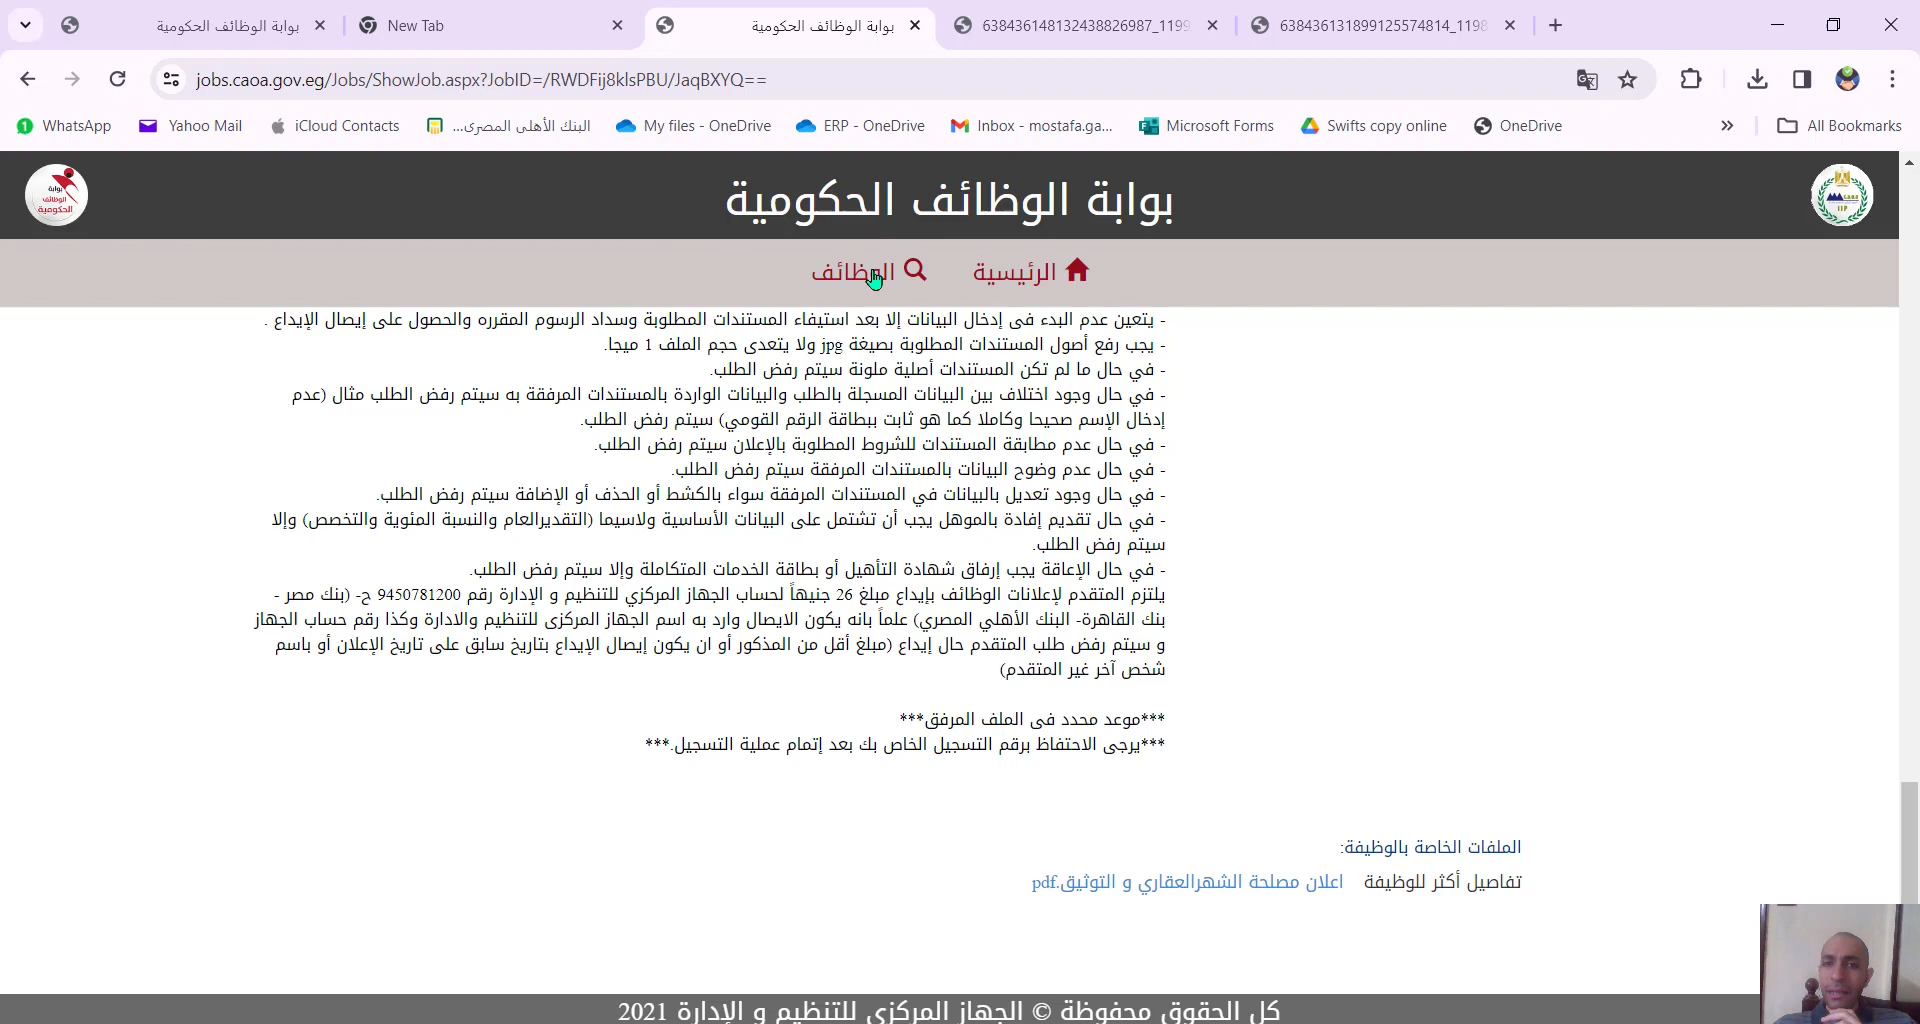 بوابة الوظائف الحكومية
New Tab
بوابة الوظائف الحكومية
638436148132438826987_1199
638436131899125574814_1198
jobs.caoa.gov.eg/Jobs/ShowJob.aspx?JobID=/RWDFij8klsPBU/JaqBXYQ==
WhatsApp
Yahoo Mail
iCloud Contacts
البنك الأهلى المصرى...
My files - OneDrive
ERP - OneDrive
Inbox - mostafa.ga...
Microsoft Forms
Swifts copy online
OneDrive
All Bookmarks
بوابة الوظائف الحكومية
بوابة الوظائف الحكومية
الرئيسية
الوظائف
- يتعين عدم البدء فى إدخال البيانات إلا بعد استيفاء المستندات المطلوبة وسداد الرسوم المقرره والحصول على إيصال الإيداع .
- يجب رفع أصول المستندات المطلوبة بصيغة jpg ولا يتعدى حجم الملف 1 ميجا.
- في حال ما لم تكن المستندات أصلية ملونة سيتم رفض الطلب.
- في حال وجود اختلاف بين البيانات المسجلة بالطلب والبيانات الواردة بالمستندات المرفقة به سيتم رفض الطلب مثال (عدم
إدخال الإسم صحيحا وكاملا كما هو ثابت ببطاقة الرقم القومي) سيتم رفض الطلب.
- في حال عدم مطابقة المستندات للشروط المطلوبة بالإعلان سيتم رفض الطلب.
- في حال عدم وضوح البيانات بالمستندات المرفقة سيتم رفض الطلب.
- في حال وجود تعديل بالبيانات في المستندات المرفقة سواء بالكشط أو الحذف أو الإضافة سيتم رفض الطلب.
- في حال تقديم إفادة بالموهل يجب أن تشتمل على البيانات الأساسية ولاسيما (التقديرالعام والنسبة المئوية والتخصص) وإلا
سيتم رفض الطلب.
- في حال الإعاقة يجب إرفاق شهادة التأهيل أو بطاقة الخدمات المتكاملة وإلا سيتم رفض الطلب.
يلتزم المتقدم لإعلانات الوظائف بإيداع مبلغ 26 جنيهاً لحساب الجهاز المركزي للتنظيم و الإدارة رقم 9450781200 ح- (بنك مصر -
بنك القاهرة- البنك الأهلي المصري) علماً بانه يكون الايصال وارد به اسم الجهاز المركزى للتنظيم والادارة وكذا رقم حساب الجهاز
و سيتم رفض طلب المتقدم حال إيداع (مبلغ أقل من المذكور أو ان يكون إيصال الإيداع بتاريخ سابق على تاريخ الإعلان أو باسم
شخص آخر غير المتقدم)
***موعد محدد فى الملف المرفق***
***يرجى الاحتفاظ برقم التسجيل الخاص بك بعد إتمام عملية التسجيل.***
الملفات الخاصة بالوظيفة:
تفاصيل أكثر للوظيفة اعلان مصلحة الشهرالعقاري و التوثيق.pdf
كل الحقوق محفوظة © الجهاز المركزي للتنظيم و الإدارة 2021